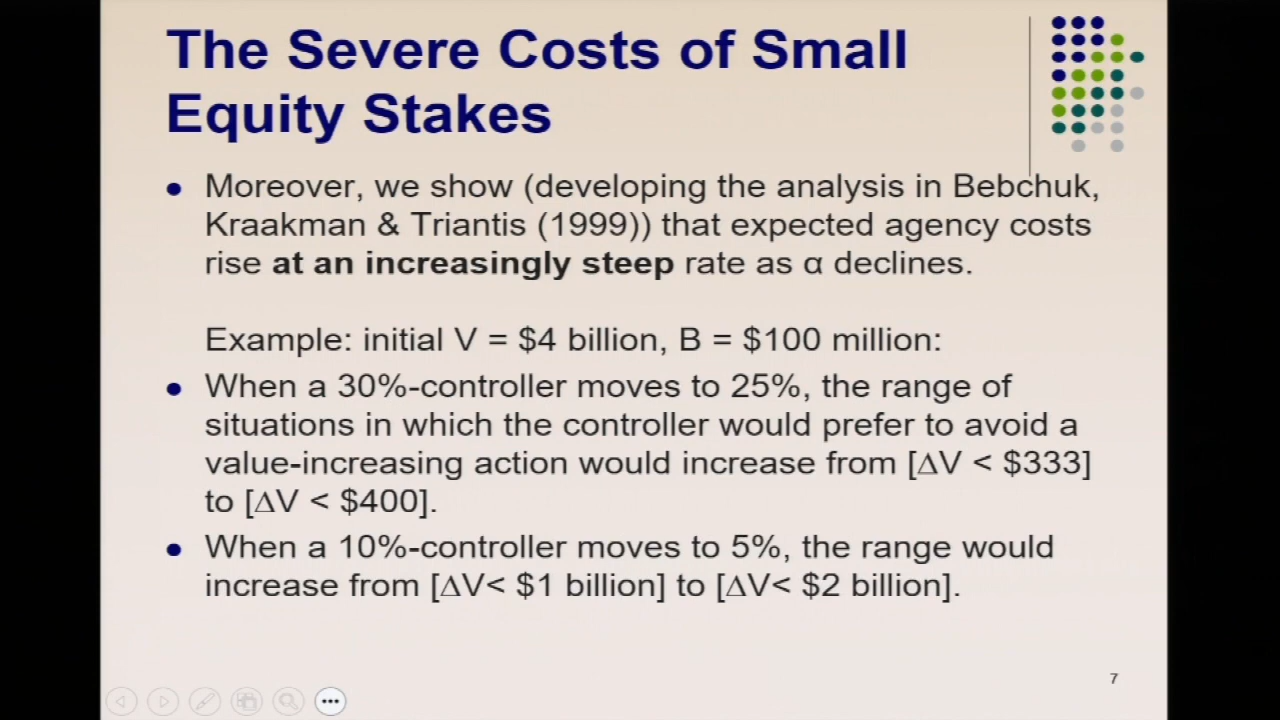 The Severe Costs of Small
Equity Stakes
Moreover, we show (developing the analysis in Bebchuk,
Kraakman & Triantis (1999)) that expected agency costs
rise at an increasingly steep rate as α declines.
Example: initial V = $4 billion, B = $100 million:
When a 30%-controller moves to 25%, the range of
situations in which the controller would prefer to avoid a
value-increasing action would increase from [∆V < $333]
to [∆V < $400].
When a 10%-controller moves to 5%, the range would
increase from [∆V< $1 billion] to [∆V< $2 billion].
7